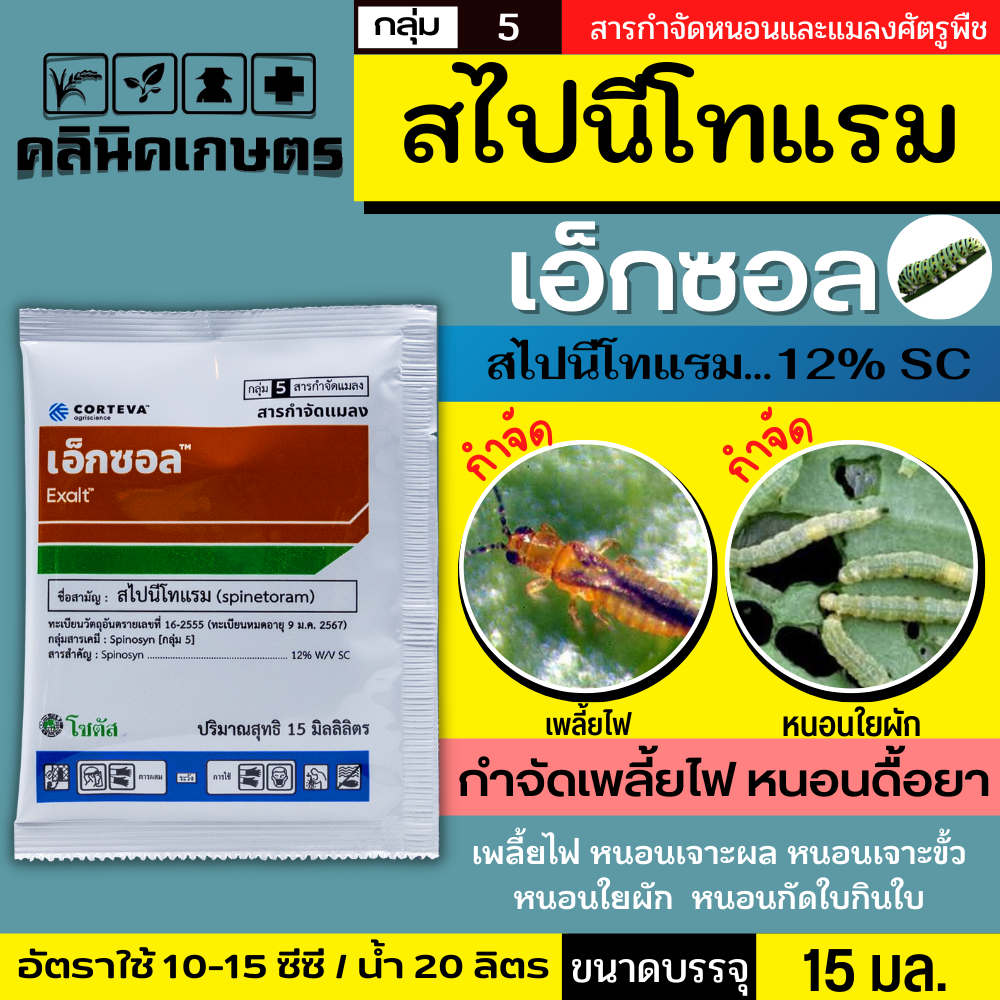 กลุ่ม 5 สารกำจัดหนอนและแมลงศัตรูพืช
คลินิคเกษตร
สไปนีโทแรม
เอ็กซอล
สไปนีโทแรม...12% SC
กลุ่ม 5 สารกำจัดแมลง
CORTEVA™
agriscience
สารกำจัดแมลง
เอ็กซอล™
Exalt™
ชื่อสามัญ : สไปนีโทแรม (spinetoram)
ทะเบียนวัตถุอันตรายเลขที่ 16-2555 (ทะเบียนหมดอายุ 9 ม.ค. 2567)
กลุ่มสารเคมี : Spinosyn [กลุ่ม 5]
สารสำคัญ : Spinosyn ........................................................ 12% W/V SC
โซตัส
ปริมาณสุทธิ 15 มิลลิลิตร
การผสม ระวัง การใช้
กำจัด
กำจัด
เพลี้ยไฟ
หนอนใยผัก
กำจัดเพลี้ยไฟ หนอนดื้อยา
เพลี้ยไฟ หนอนเจาะผล หนอนเจาะขั้ว
หนอนใยผัก หนอนกัดใบกินใบ
อัตราใช้ 10-15 ซีซี / น้ำ 20 ลิตร
ขนาดบรรจุ
15 มล.